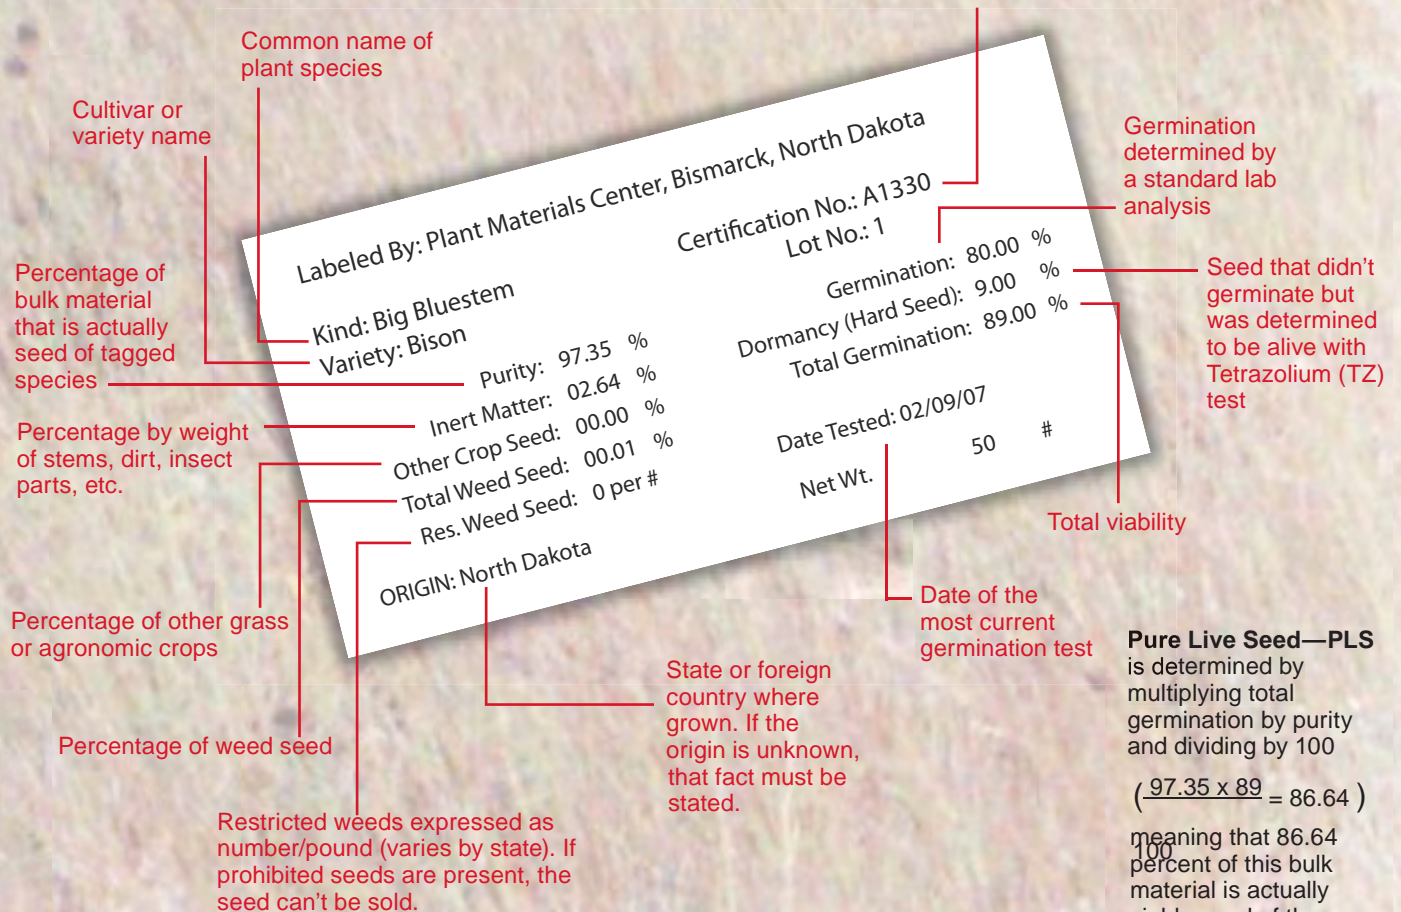 Common name of
plant species
Cultivar or
variety name
Percentage of
bulk material
that is actually
seed of tagged
species
Percentage by weight
of stems, dirt, insect
parts, etc.
Percentage of other grass
or agronomic crops
Percentage of weed seed
Restricted weeds expressed as
number/pound (varies by state). If
prohibited seeds are present, the
seed can't be sold.
Labeled By: Plant Materials Center, Bismarck, North Dakota
Certification No.: A1330
Lot No.: 1
Kind: Big Bluestem
Variety: Bison
Purity: 97.35 %
Inert Matter: 02.64 %
Other Crop Seed: 00.00 %
Total Weed Seed: 00.01 %
Res. Weed Seed: 0 per #
ORIGIN: North Dakota
Germination: 80.00 %
Dormancy (Hard Seed): 9.00 %
Total Germination: 89.00 %
Date Tested: 02/09/07
Net Wt. 50 #
Germination
determined by
a standard lab
analysis
Seed that didn't
germinate but
was determined
to be alive with
Tetrazolium (TZ)
test
Total viability
Date of the
most current
germination test
State or foreign
country where
grown. If the
origin is unknown,
that fact must be
stated.
Pure Live Seed—PLS
is determined by
multiplying total
germination by purity
and dividing by 100
(97.35 x 89 = 86.64)
100
meaning that 86.64
percent of this bulk
material is actually